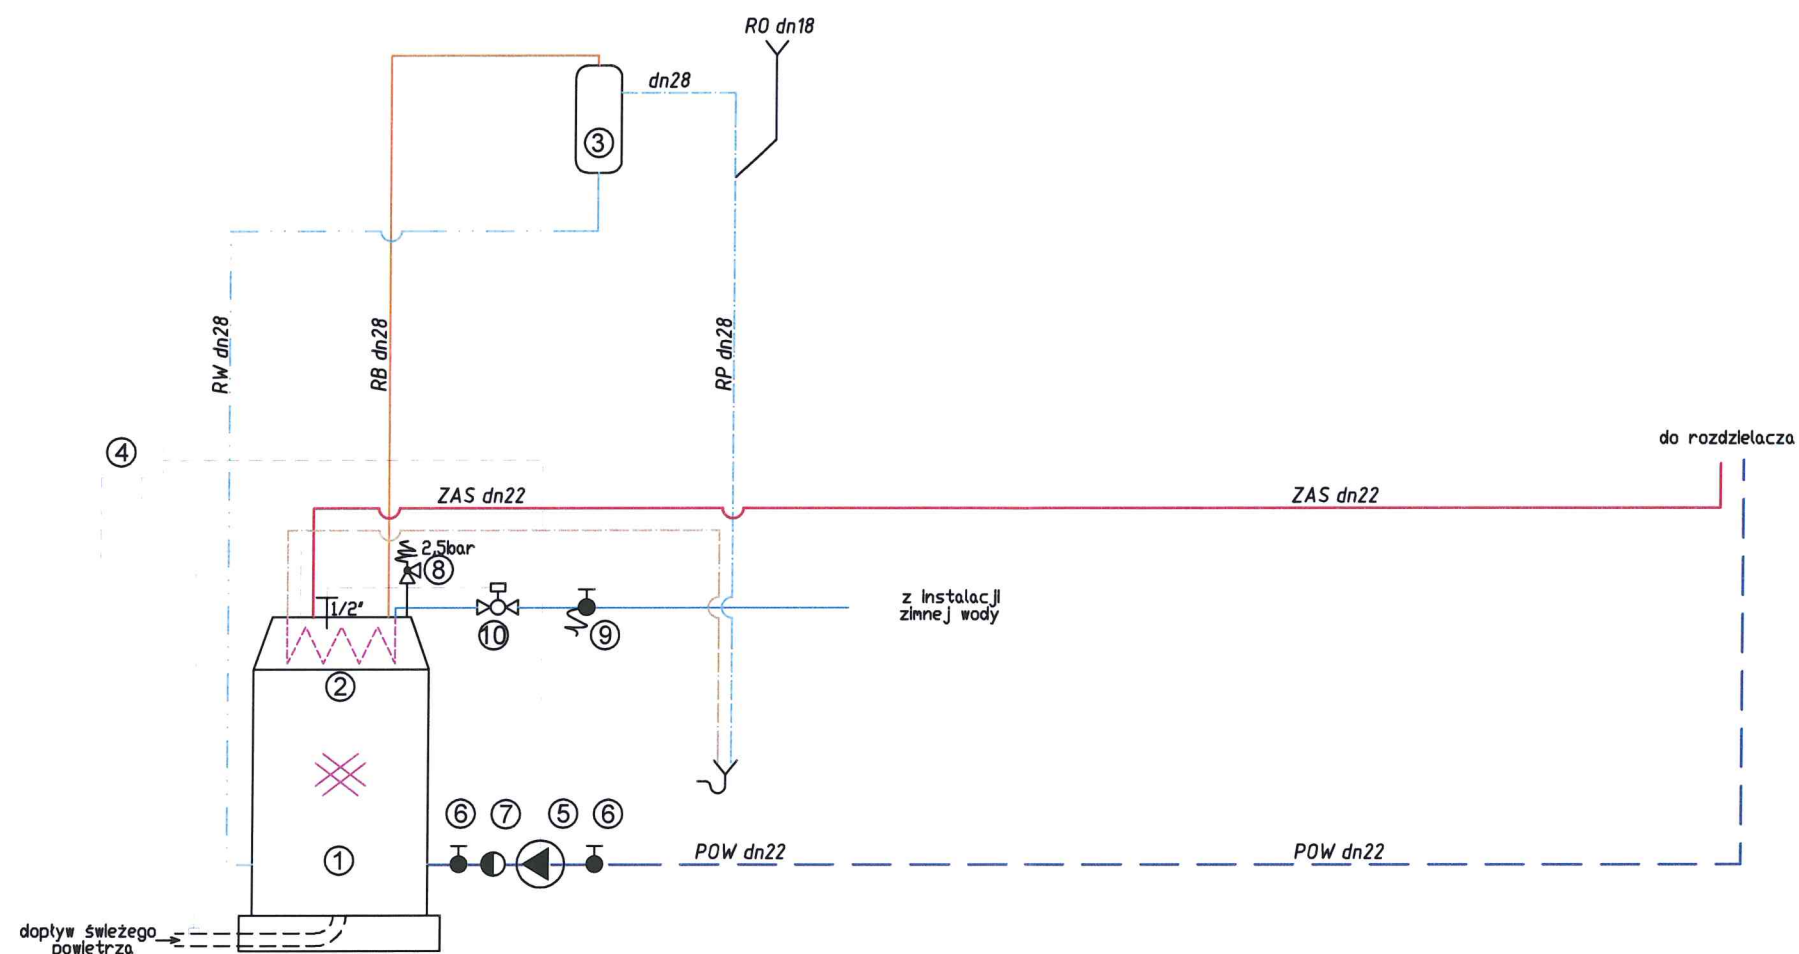 RO dn18
dn28
3
RW dn28
RB dn28
RP dn28
4
do rozdzielacza
ZAS dn22
ZAS dn22
2,5bar
8
1/2"
z instalacji
zimnej wody
10
9
2
6
7
5
6
1
POW dn22
POW dn22
dopływ świeżego
powietrza